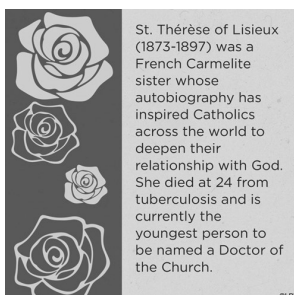 St. Thérèse of Lisieux
(1873-1897) was a
French Carmelite
sister whose
autobiography has
inspired Catholics
across the world to
deepen their
relationship with God.
She died at 24 from
tuberculosis and is
currently the
youngest person to
be named a Doctor of
the Church.